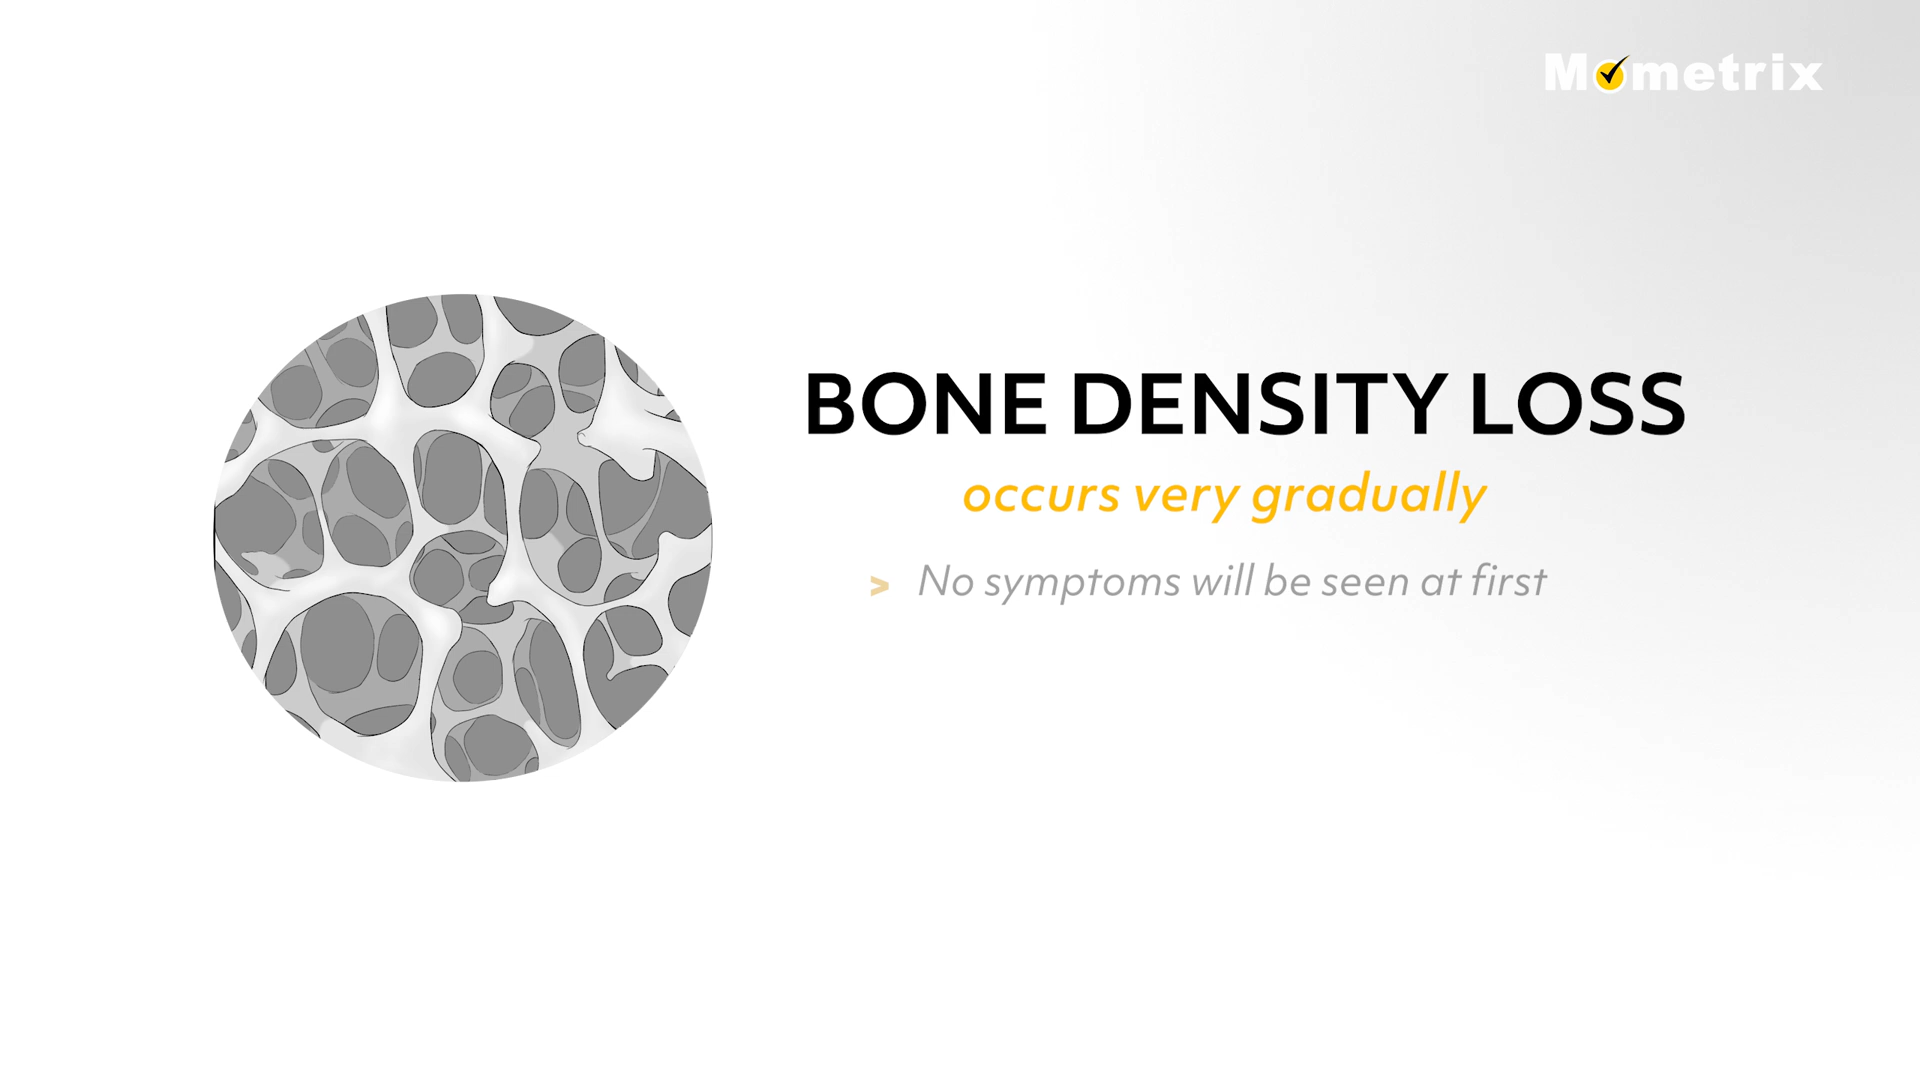 Mometrix
BONE DENSITY LOSS
occurs very gradually
> No symptoms will be seen at first